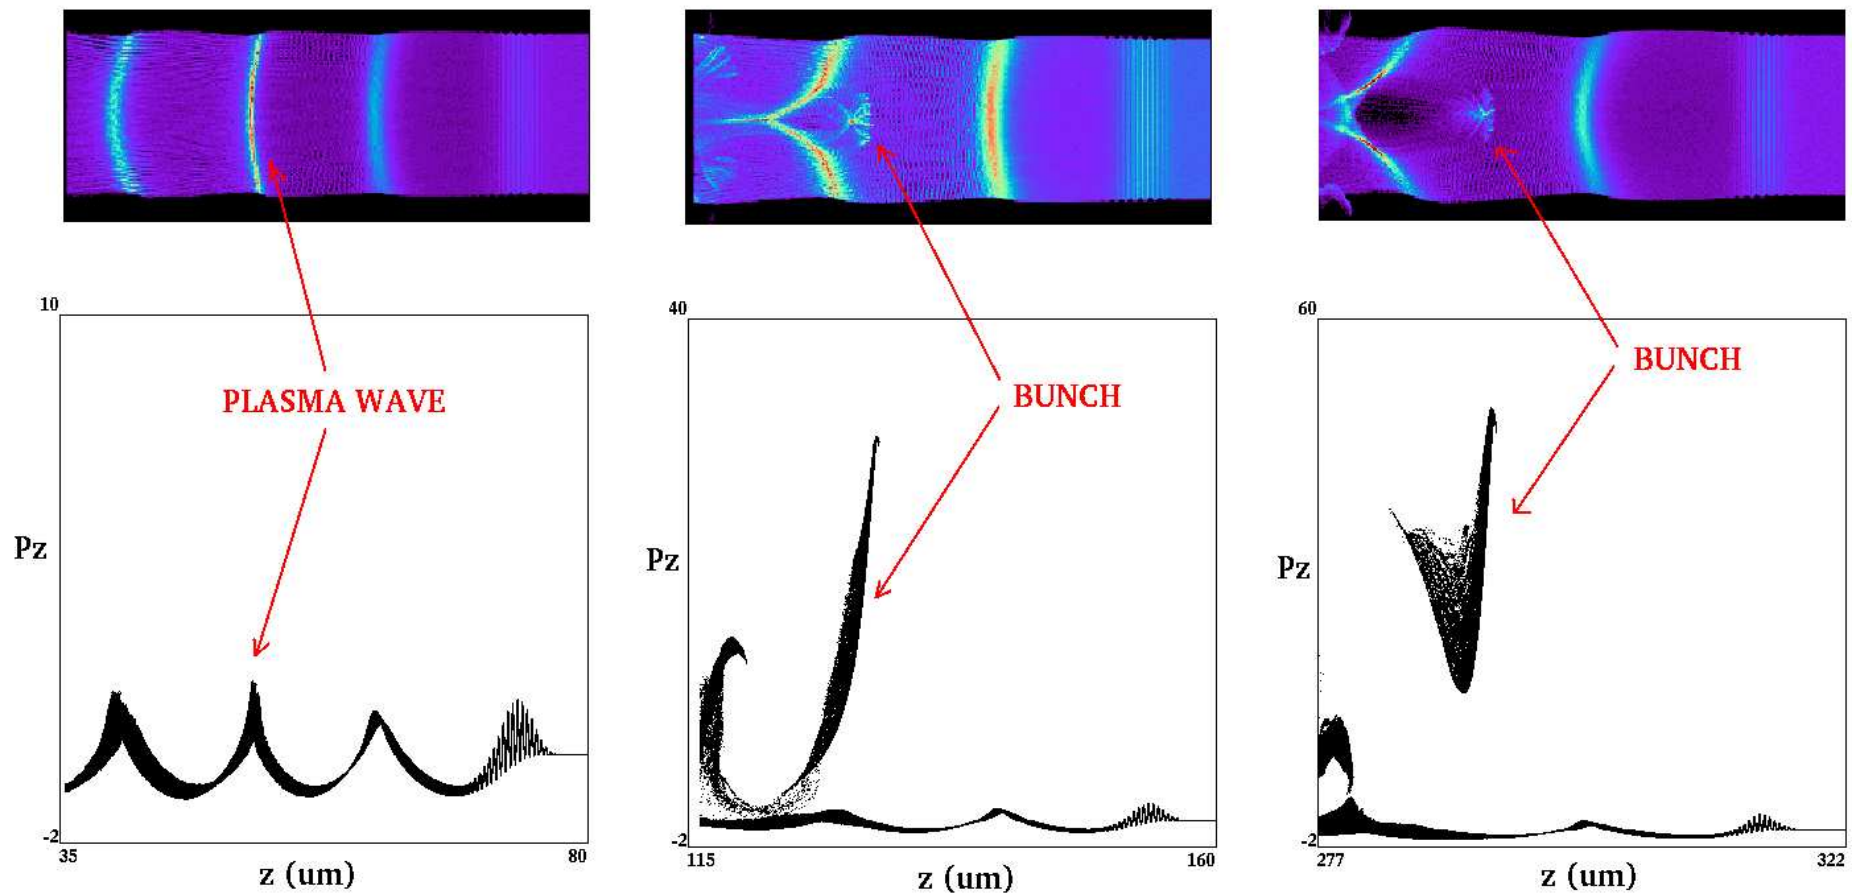 10
40
60
PLASMA WAVE
BUNCH
BUNCH
Pz
Pz
Pz
-2
-2
-2
35
80
115
160
277
322
z (um)
z (um)
z (um)